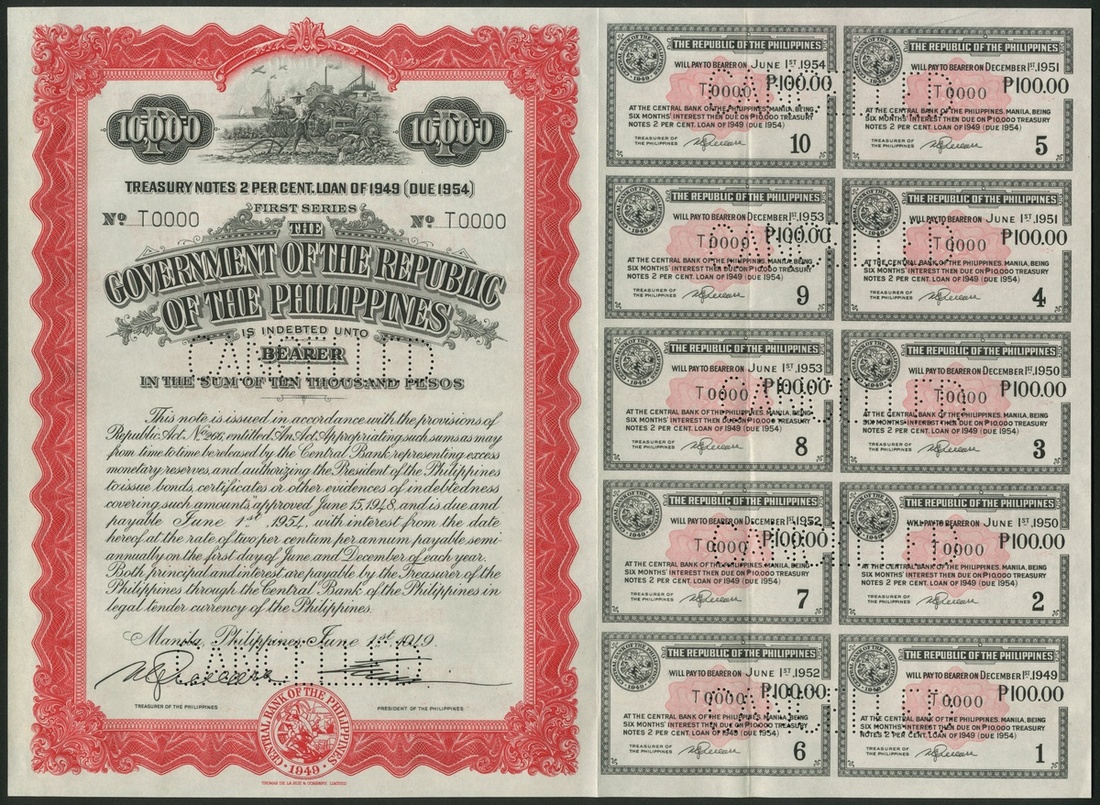 10000
10000
TREASURY NOTES 2 PER CENT. LOAN OF 1949 (DUE 1954)
FIRST SERIES
No. T0000
No. T0000
THE
GOVERNMENT OF THE REPUBLIC
OF THE PHILIPPINES
IS INDEBTED UNTO
BEARER
IN THE SUM OF TEN THOUSAND PESOS
CANCELLED
This note is issued in accordance with the provisions of
Republic Act No. 266, entitled "An Act Appropriating such sums as may
from time to time be released by the Central Bank representing excess
monetary reserves, and authorizing the President of the Philippines
to issue bonds, certificates or other evidences of indebtedness
covering such amounts," approved June 15, 1948, and is due and
payable June 1st 1954, with interest from the date
hereof at the rate of two per centum per annum payable semi-
annually on the first day of June and December of each year.
Both principal and interest are payable by the Treasurer of the
Philippines through the Central Bank of the Philippines in
legal tender currency of the Philippines.
Manila, Philippines, June 1st 1949
CANCELLED
TREASURER OF THE PHILIPPINES
PRESIDENT OF THE PHILIPPINES
CENTRAL BANK OF THE PHILIPPINES
· 1949 ·
THOMAS DE LA RUE & COMPANY, LIMITED
THE REPUBLIC OF THE PHILIPPINES
WILL PAY TO BEARER ON JUNE 1ST, 1954
T0000 ₱100.00
AT THE CENTRAL BANK OF THE PHILIPPINES, MANILA, BEING
SIX MONTHS' INTEREST THEN DUE ON ₱10,000 TREASURY
NOTES 2 PER CENT. LOAN OF 1949 (DUE 1954)
TREASURER OF
THE PHILIPPINES
10
CANCELLED
THE REPUBLIC OF THE PHILIPPINES
WILL PAY TO BEARER ON DECEMBER 1ST, 1951
T0000 ₱100.00
AT THE CENTRAL BANK OF THE PHILIPPINES, MANILA, BEING
SIX MONTHS' INTEREST THEN DUE ON ₱10,000 TREASURY
NOTES 2 PER CENT. LOAN OF 1949 (DUE 1954)
TREASURER OF
THE PHILIPPINES
5
THE REPUBLIC OF THE PHILIPPINES
WILL PAY TO BEARER ON DECEMBER 1ST, 1953
T0000 ₱100.00
AT THE CENTRAL BANK OF THE PHILIPPINES, MANILA, BEING
SIX MONTHS' INTEREST THEN DUE ON ₱10,000 TREASURY
NOTES 2 PER CENT. LOAN OF 1949 (DUE 1954)
TREASURER OF
THE PHILIPPINES
9
CANCELLED
THE REPUBLIC OF THE PHILIPPINES
WILL PAY TO BEARER ON JUNE 1ST, 1951
T0000 ₱100.00
AT THE CENTRAL BANK OF THE PHILIPPINES, MANILA, BEING
SIX MONTHS' INTEREST THEN DUE ON ₱10,000 TREASURY
NOTES 2 PER CENT. LOAN OF 1949 (DUE 1954)
TREASURER OF
THE PHILIPPINES
4
THE REPUBLIC OF THE PHILIPPINES
WILL PAY TO BEARER ON JUNE 1ST, 1953
T0000 ₱100.00
AT THE CENTRAL BANK OF THE PHILIPPINES, MANILA, BEING
SIX MONTHS' INTEREST THEN DUE ON ₱10,000 TREASURY
NOTES 2 PER CENT. LOAN OF 1949 (DUE 1954)
TREASURER OF
THE PHILIPPINES
8
CANCELLED
THE REPUBLIC OF THE PHILIPPINES
WILL PAY TO BEARER ON DECEMBER 1ST, 1950
T0000 ₱100.00
AT THE CENTRAL BANK OF THE PHILIPPINES, MANILA, BEING
SIX MONTHS' INTEREST THEN DUE ON ₱10,000 TREASURY
NOTES 2 PER CENT. LOAN OF 1949 (DUE 1954)
TREASURER OF
THE PHILIPPINES
3
THE REPUBLIC OF THE PHILIPPINES
WILL PAY TO BEARER ON DECEMBER 1ST, 1952
T0000 ₱100.00
AT THE CENTRAL BANK OF THE PHILIPPINES, MANILA, BEING
SIX MONTHS' INTEREST THEN DUE ON ₱10,000 TREASURY
NOTES 2 PER CENT. LOAN OF 1949 (DUE 1954)
TREASURER OF
THE PHILIPPINES
7
CANCELLED
THE REPUBLIC OF THE PHILIPPINES
WILL PAY TO BEARER ON JUNE 1ST, 1950
T0000 ₱100.00
AT THE CENTRAL BANK OF THE PHILIPPINES, MANILA, BEING
SIX MONTHS' INTEREST THEN DUE ON ₱10,000 TREASURY
NOTES 2 PER CENT. LOAN OF 1949 (DUE 1954)
TREASURER OF
THE PHILIPPINES
2
THE REPUBLIC OF THE PHILIPPINES
WILL PAY TO BEARER ON JUNE 1ST, 1952
T0000 ₱100.00
AT THE CENTRAL BANK OF THE PHILIPPINES, MANILA, BEING
SIX MONTHS' INTEREST THEN DUE ON ₱10,000 TREASURY
NOTES 2 PER CENT. LOAN OF 1949 (DUE 1954)
TREASURER OF
THE PHILIPPINES
6
CANCELLED
THE REPUBLIC OF THE PHILIPPINES
WILL PAY TO BEARER ON DECEMBER 1ST, 1949
T0000 ₱100.00
AT THE CENTRAL BANK OF THE PHILIPPINES, MANILA, BEING
SIX MONTHS' INTEREST THEN DUE ON ₱10,000 TREASURY
NOTES 2 PER CENT. LOAN OF 1949 (DUE 1954)
TREASURER OF
THE PHILIPPINES
1